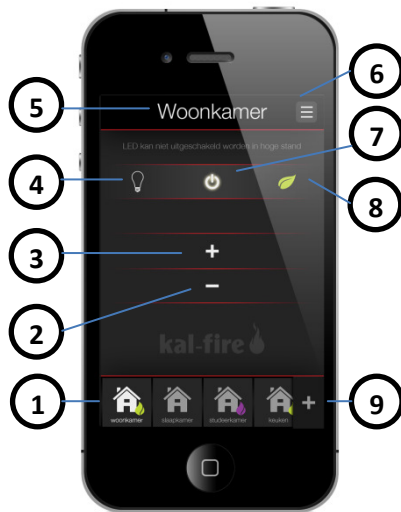 6
5
Woonkamer
7
LED kan niet uitgeschakeld worden in hoge stand
4
8
3
+
2
−
kal-fire
1
woonkamer
slaapkamer
studeerkamer
keuken
+
9